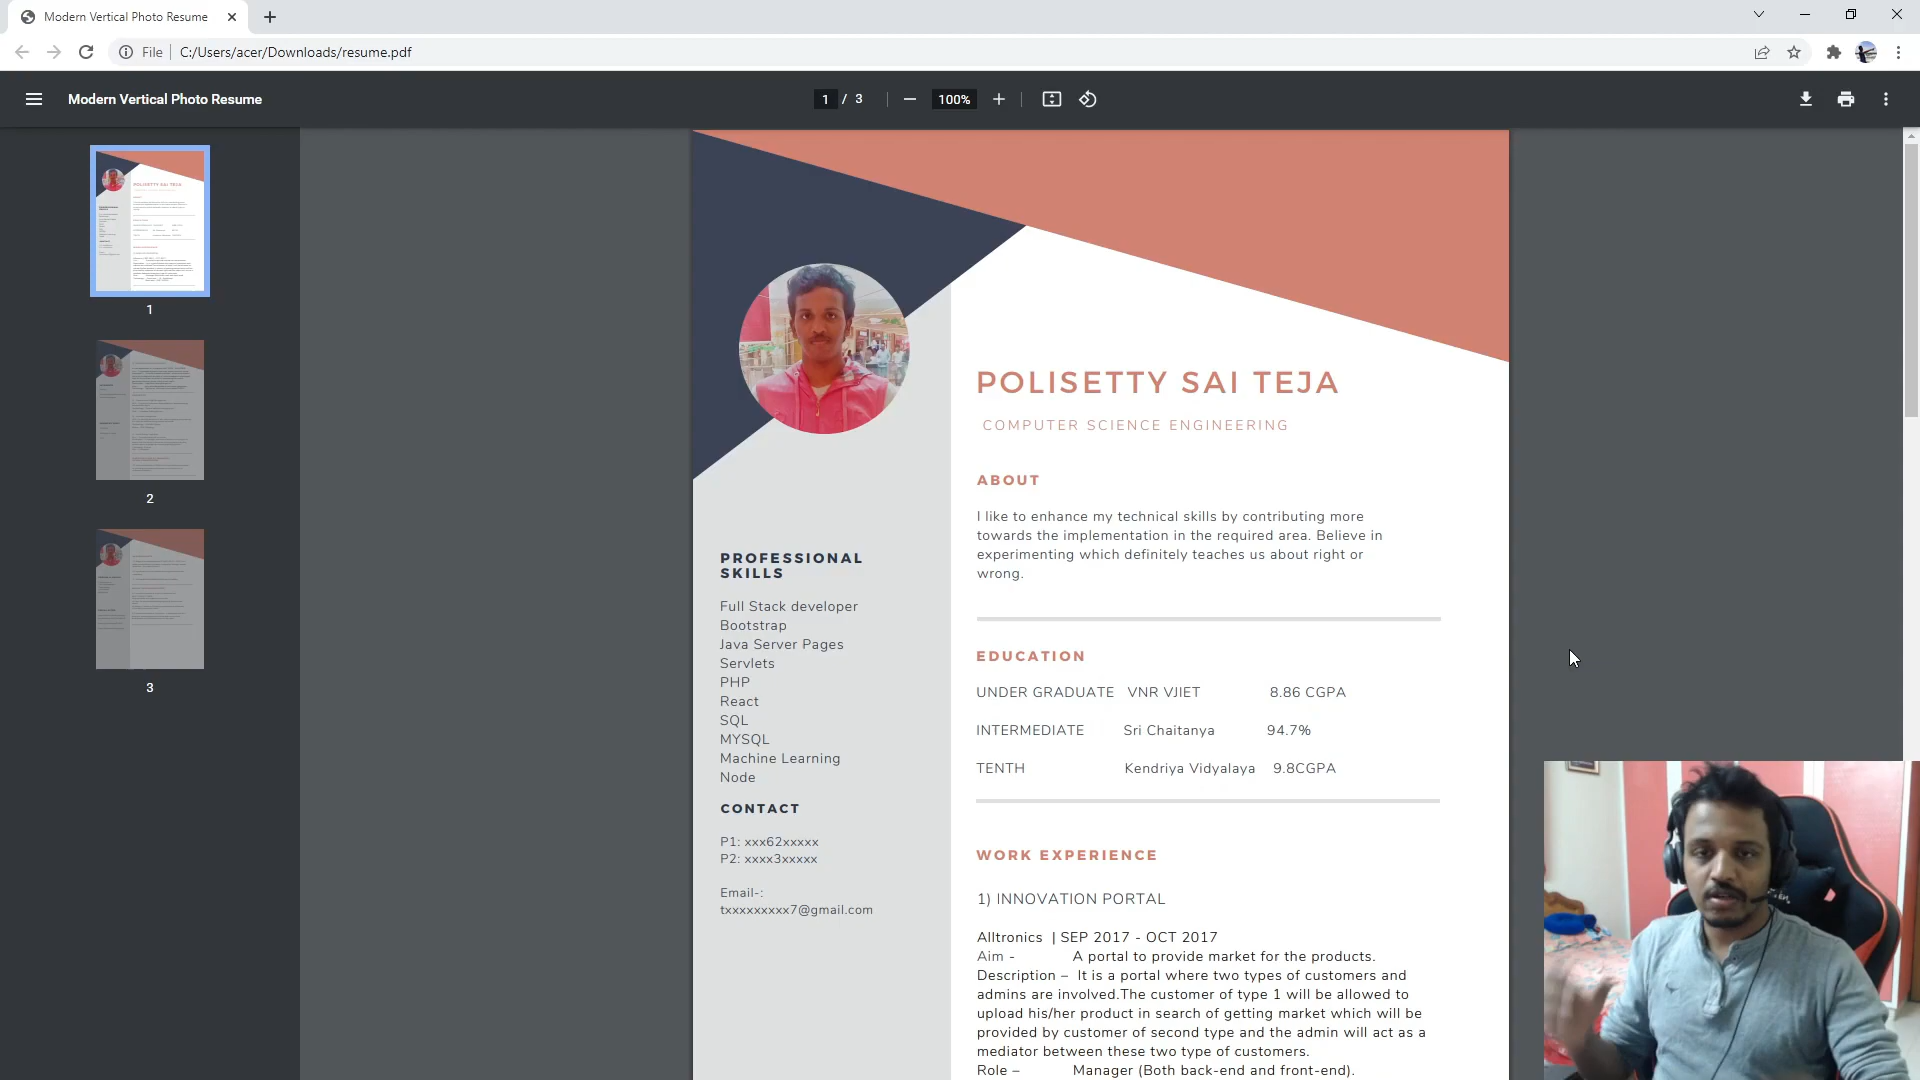 Modern Vertical Photo Resume
File
C:/Users/acer/Downloads/resume.pdf
Modern Vertical Photo Resume
1 / 3
100%
1
2
3
POLISETTY SAI TEJA
COMPUTER SCIENCE ENGINEERING
ABOUT
I like to enhance my technical skills by contributing more
towards the implementation in the required area. Believe in
experimenting which definitely teaches us about right or
wrong.
PROFESSIONAL
SKILLS
Full Stack developer
Bootstrap
Java Server Pages
Servlets
PHP
React
SQL
MYSQL
Machine Learning
Node
CONTACT
P1: xxx62xxxxx
P2: xxxx3xxxxx
Email-:
txxxxxxxxx7@gmail.com
EDUCATION
UNDER GRADUATE VNR VJIET 8.86 CGPA
INTERMEDIATE Sri Chaitanya 94.7%
TENTH Kendriya Vidyalaya 9.8CGPA
WORK EXPERIENCE
1) INNOVATION PORTAL
Alltronics | SEP 2017 - OCT 2017
Aim - A portal to provide market for the products.
Description – It is a portal where two types of customers and
admins are involved.The customer of type 1 will be allowed to
upload his/her product in search of getting market which will be
provided by customer of second type and the admin will act as a
mediator between these two type of customers.
Role – Manager (Both back-end and front-end).